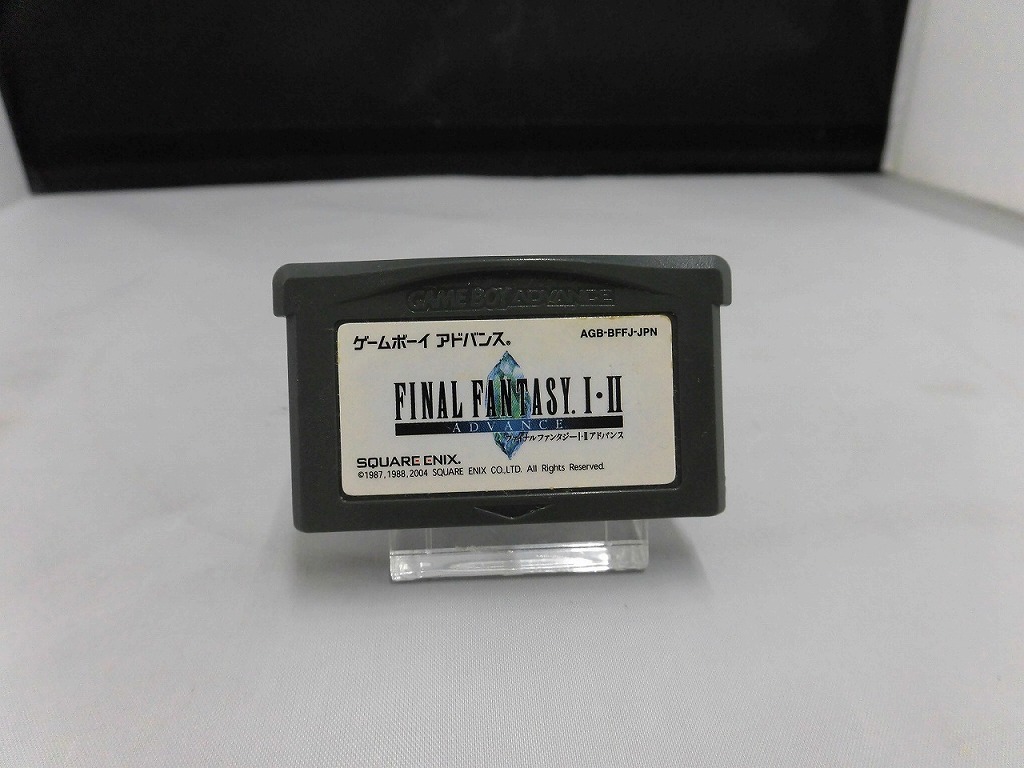 GAME BOY ADVANCE
ゲームボーイ アドバンス®
AGB-BFFJ-JPN
FINAL FANTASY® I・II
ADVANCE
ファイナルファンタジーI・IIアドバンス
SQUARE ENIX®
©1987,1988,2004 SQUARE ENIX CO.,LTD. All Rights Reserved.